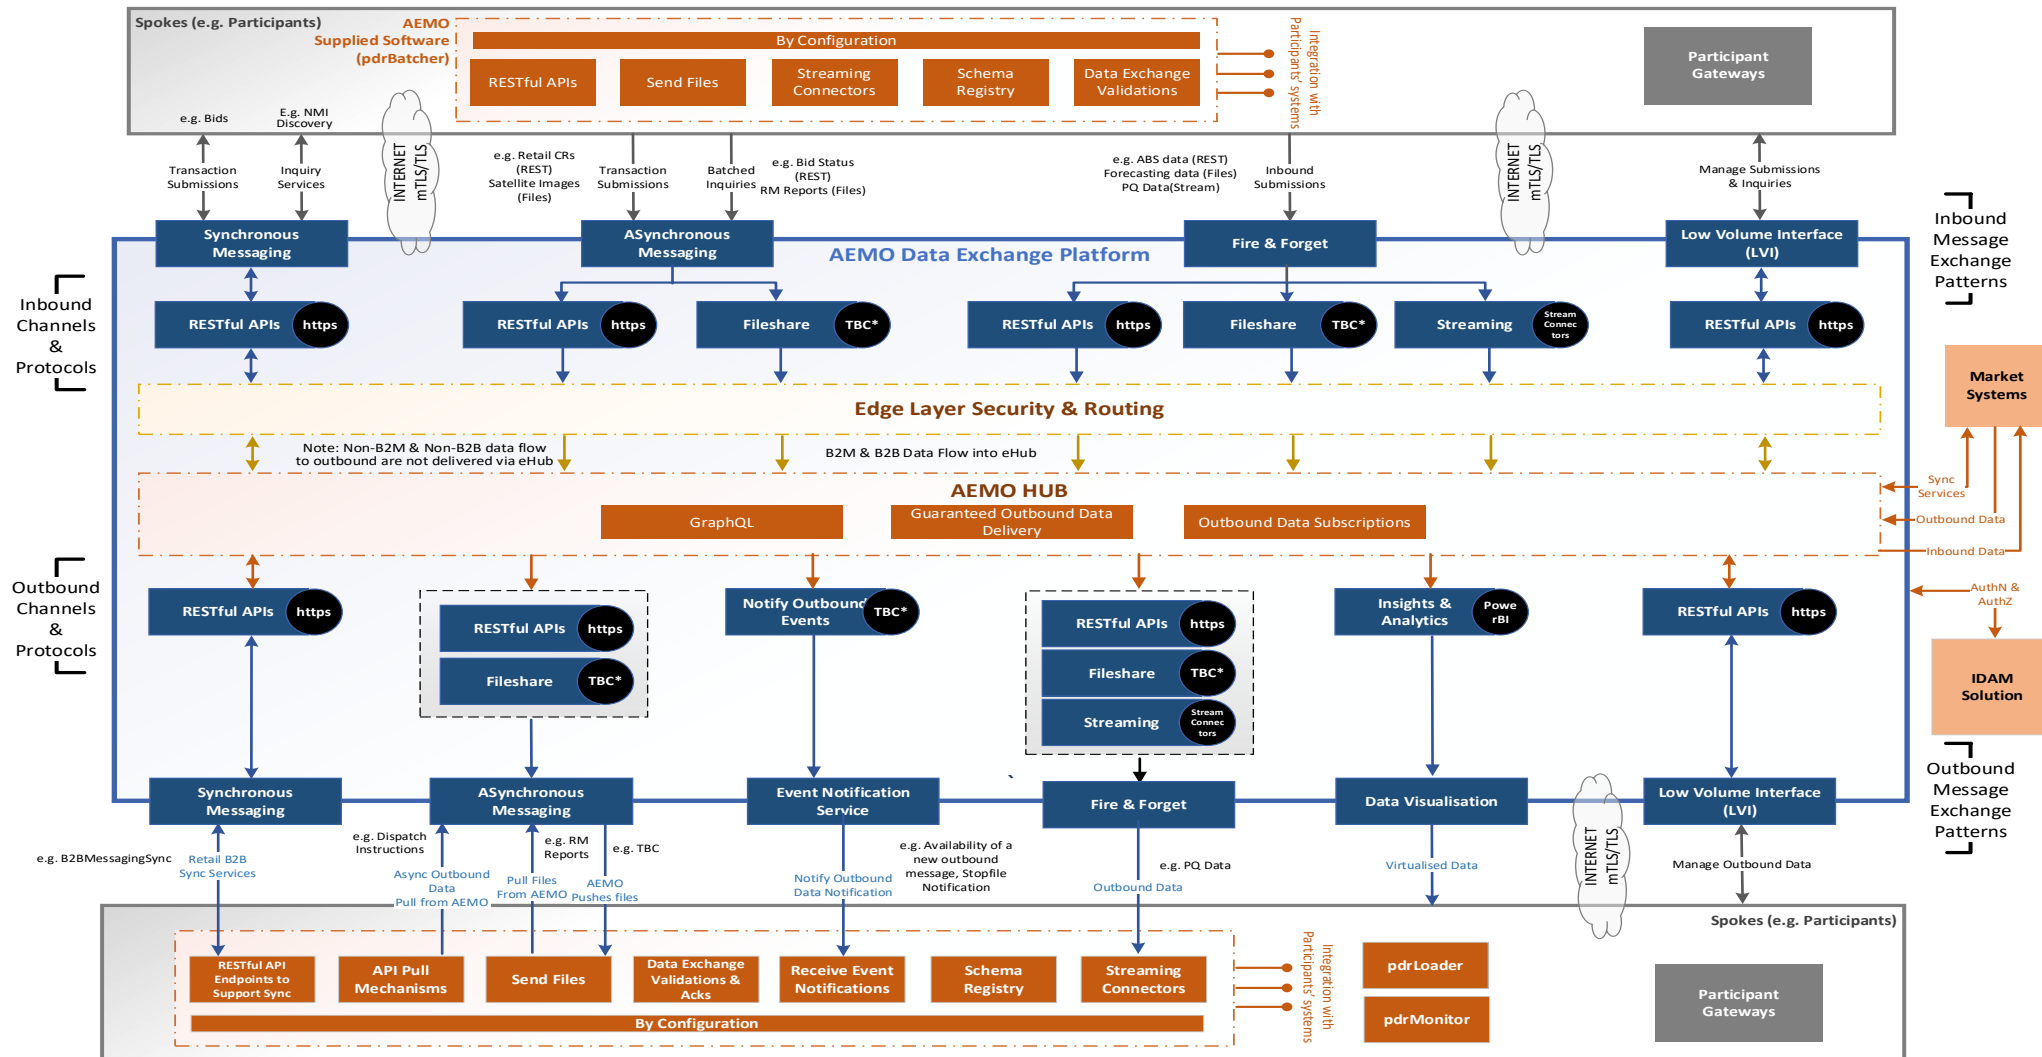 Spokes (e.g. Participants)
AEMO
Supplied Software
(pdrBatcher)
By Configuration
RESTful APIs
Send Files
Streaming
Connectors
Schema
Registry
Data Exchange
Validations
Integration with
Participants' systems
Participant
Gateways
e.g. Bids
E.g. NMI
Discovery
Transaction
Submissions
Inquiry
Services
INTERNET
mTLS/TLS
e.g. Retail CRs
(REST)
Satellite Images
(Files)
Transaction
Submissions
Batched
Inquiries
e.g. Bid Status
(REST)
RM Reports (Files)
e.g. ABS data (REST)
Forecasting data (Files)
PQ Data(Stream)
Inbound
Submissions
INTERNET
mTLS/TLS
Manage Submissions
& Inquiries
Inbound
Message
Exchange
Patterns
Synchronous
Messaging
ASynchronous
Messaging
AEMO Data Exchange Platform
Fire & Forget
Low Volume Interface
(LVI)
Inbound
Channels
&
Protocols
RESTful APIs
https
RESTful APIs
https
Fileshare
TBC*
RESTful APIs
https
Fileshare
TBC*
Streaming
Stream
Connec
tors
RESTful APIs
https
Edge Layer Security & Routing
Market
Systems
Note: Non-B2M & Non-B2B data flow
to outbound are not delivered via eHub
B2M & B2B Data Flow into eHub
AEMO HUB
GraphQL
Guaranteed Outbound Data
Delivery
Outbound Data Subscriptions
Sync
Services
Outbound Data
Inbound Data
AuthN &
AuthZ
IDAM
Solution
Outbound
Channels
&
Protocols
RESTful APIs
https
RESTful APIs
https
Fileshare
TBC*
Notify Outbound
Events
TBC*
RESTful APIs
https
Fileshare
TBC*
Streaming
Stream
Connec
tors
Insights &
Analytics
Powe
rBI
RESTful APIs
https
Outbound
Message
Exchange
Patterns
Synchronous
Messaging
ASynchronous
Messaging
Event Notification
Service
Fire & Forget
Data Visualisation
Low Volume Interface
(LVI)
e.g. B2BMessagingSync
Retail B2B
Sync Services
e.g. Dispatch
Instructions
Async Outbound
Data
Pull from AEMO
e.g. RM
Reports
Pull Files
From AEMO
e.g. TBC
AEMO
Pushes files
Notify Outbound
Data Notification
e.g. Availability of a
new outbound
message, Stopfile
Notification
e.g. PQ Data
Outbound Data
Virtualised Data
INTERNET
mTLS/TLS
Manage Outbound Data
Spokes (e.g. Participants)
RESTful API
Endpoints to
Support Sync
API Pull
Mechanisms
Send Files
Data Exchange
Validations &
Acks
Receive Event
Notifications
Schema
Registry
Streaming
Connectors
By Configuration
Integration with
Participants' systems
pdrLoader
pdrMonitor
Participant
Gateways